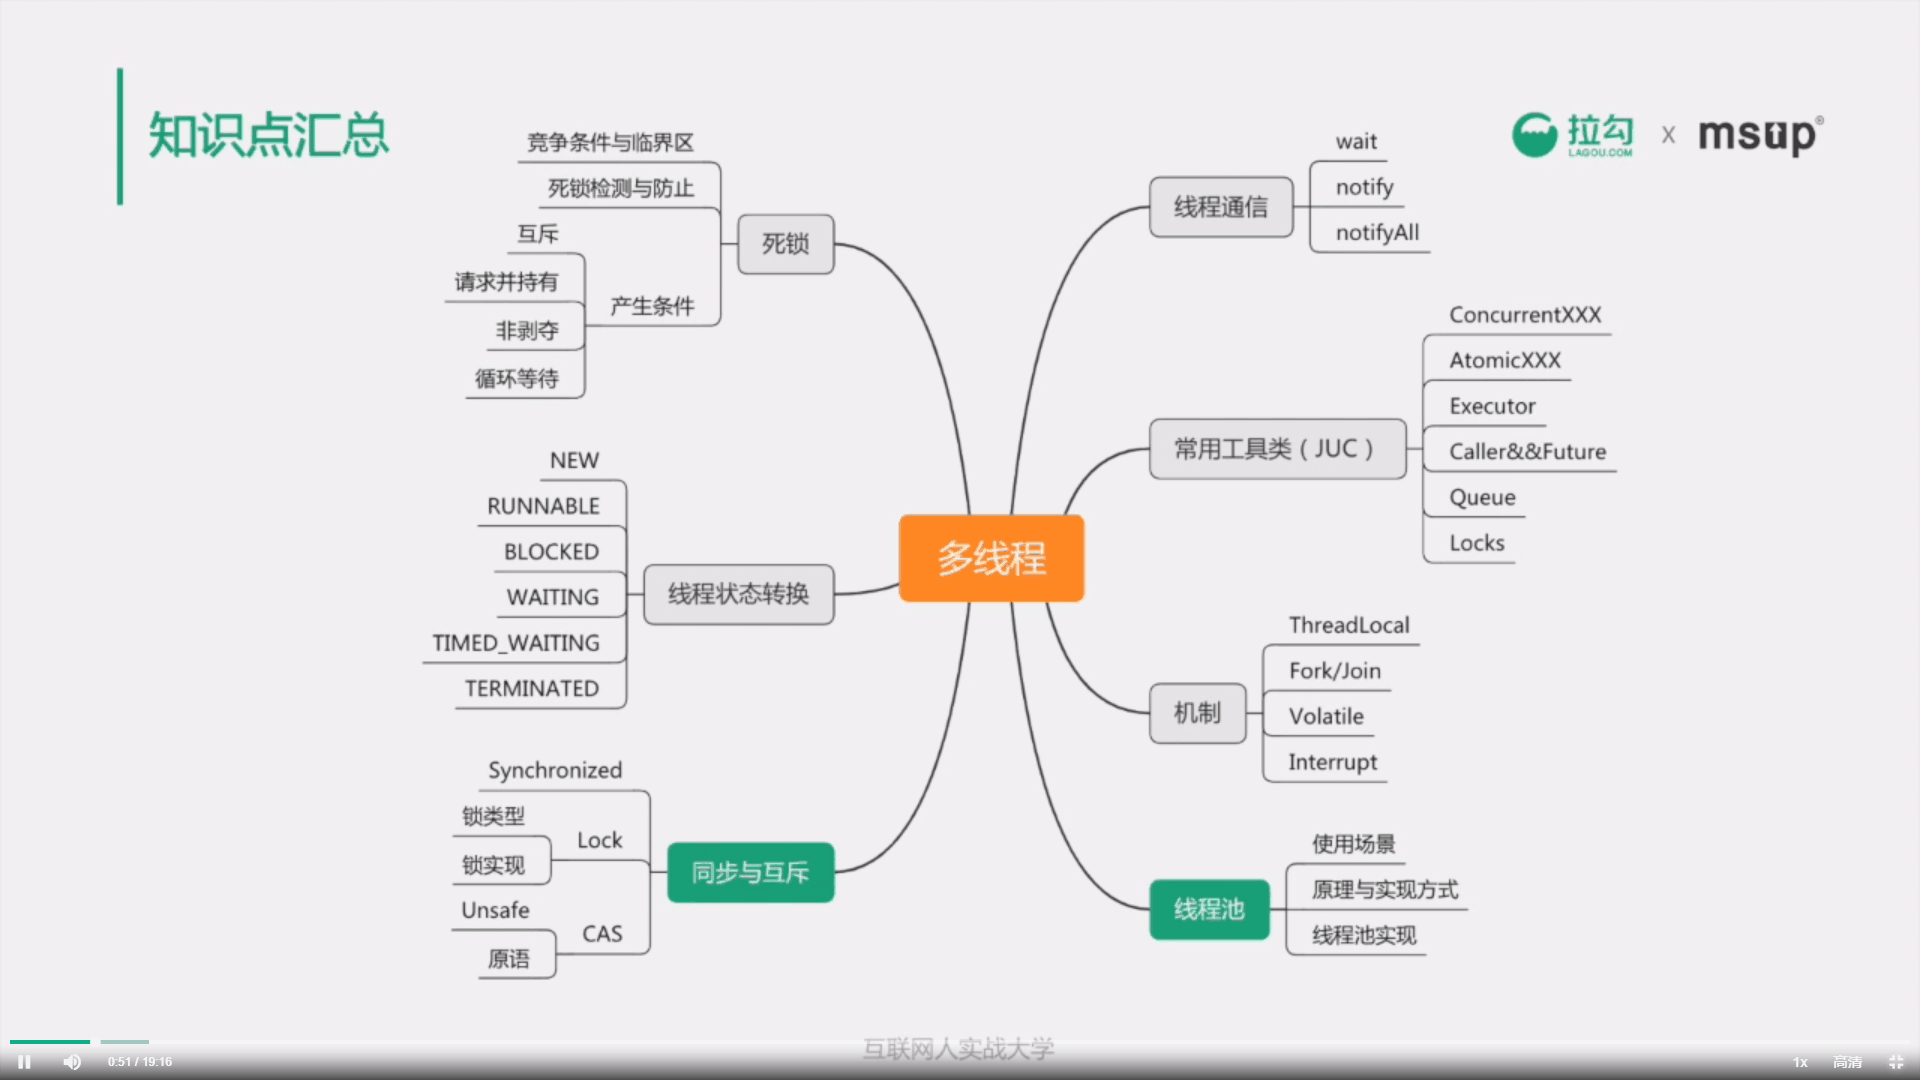 知识点汇总
拉勾
LAGOU.COM
X
msup®
多线程
死锁
竞争条件与临界区
死锁检测与防止
产生条件
互斥
请求并持有
非剥夺
循环等待
线程状态转换
NEW
RUNNABLE
BLOCKED
WAITING
TIMED_WAITING
TERMINATED
同步与互斥
Synchronized
Lock
锁类型
锁实现
CAS
Unsafe
原语
线程通信
wait
notify
notifyAll
常用工具类（JUC）
ConcurrentXXX
AtomicXXX
Executor
Caller&&Future
Queue
Locks
机制
ThreadLocal
Fork/Join
Volatile
Interrupt
线程池
使用场景
原理与实现方式
线程池实现
互联网人实战大学
0:51 / 19:16
1x
高清